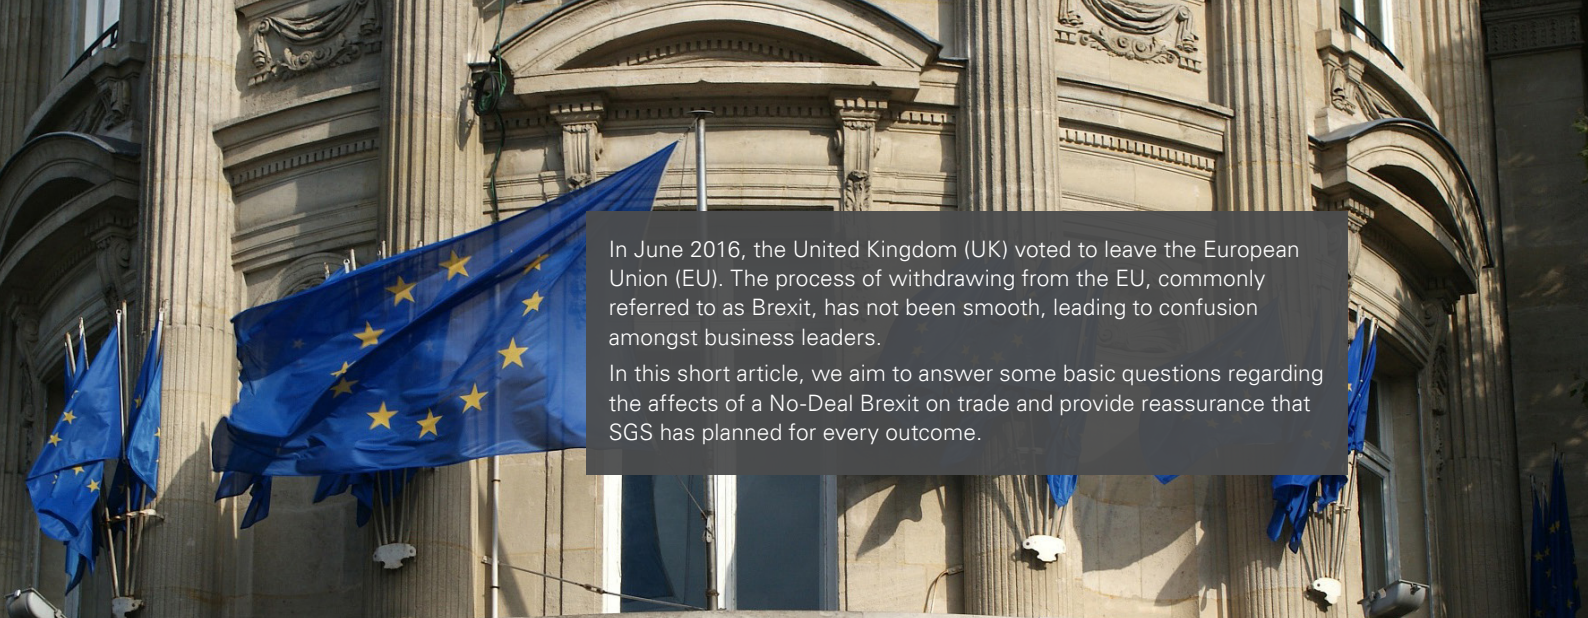 In June 2016, the United Kingdom (UK) voted to leave the European
Union (EU). The process of withdrawing from the EU, commonly
referred to as Brexit, has not been smooth, leading to confusion
amongst business leaders.
In this short article, we aim to answer some basic questions regarding
the affects of a No-Deal Brexit on trade and provide reassurance that
SGS has planned for every outcome.